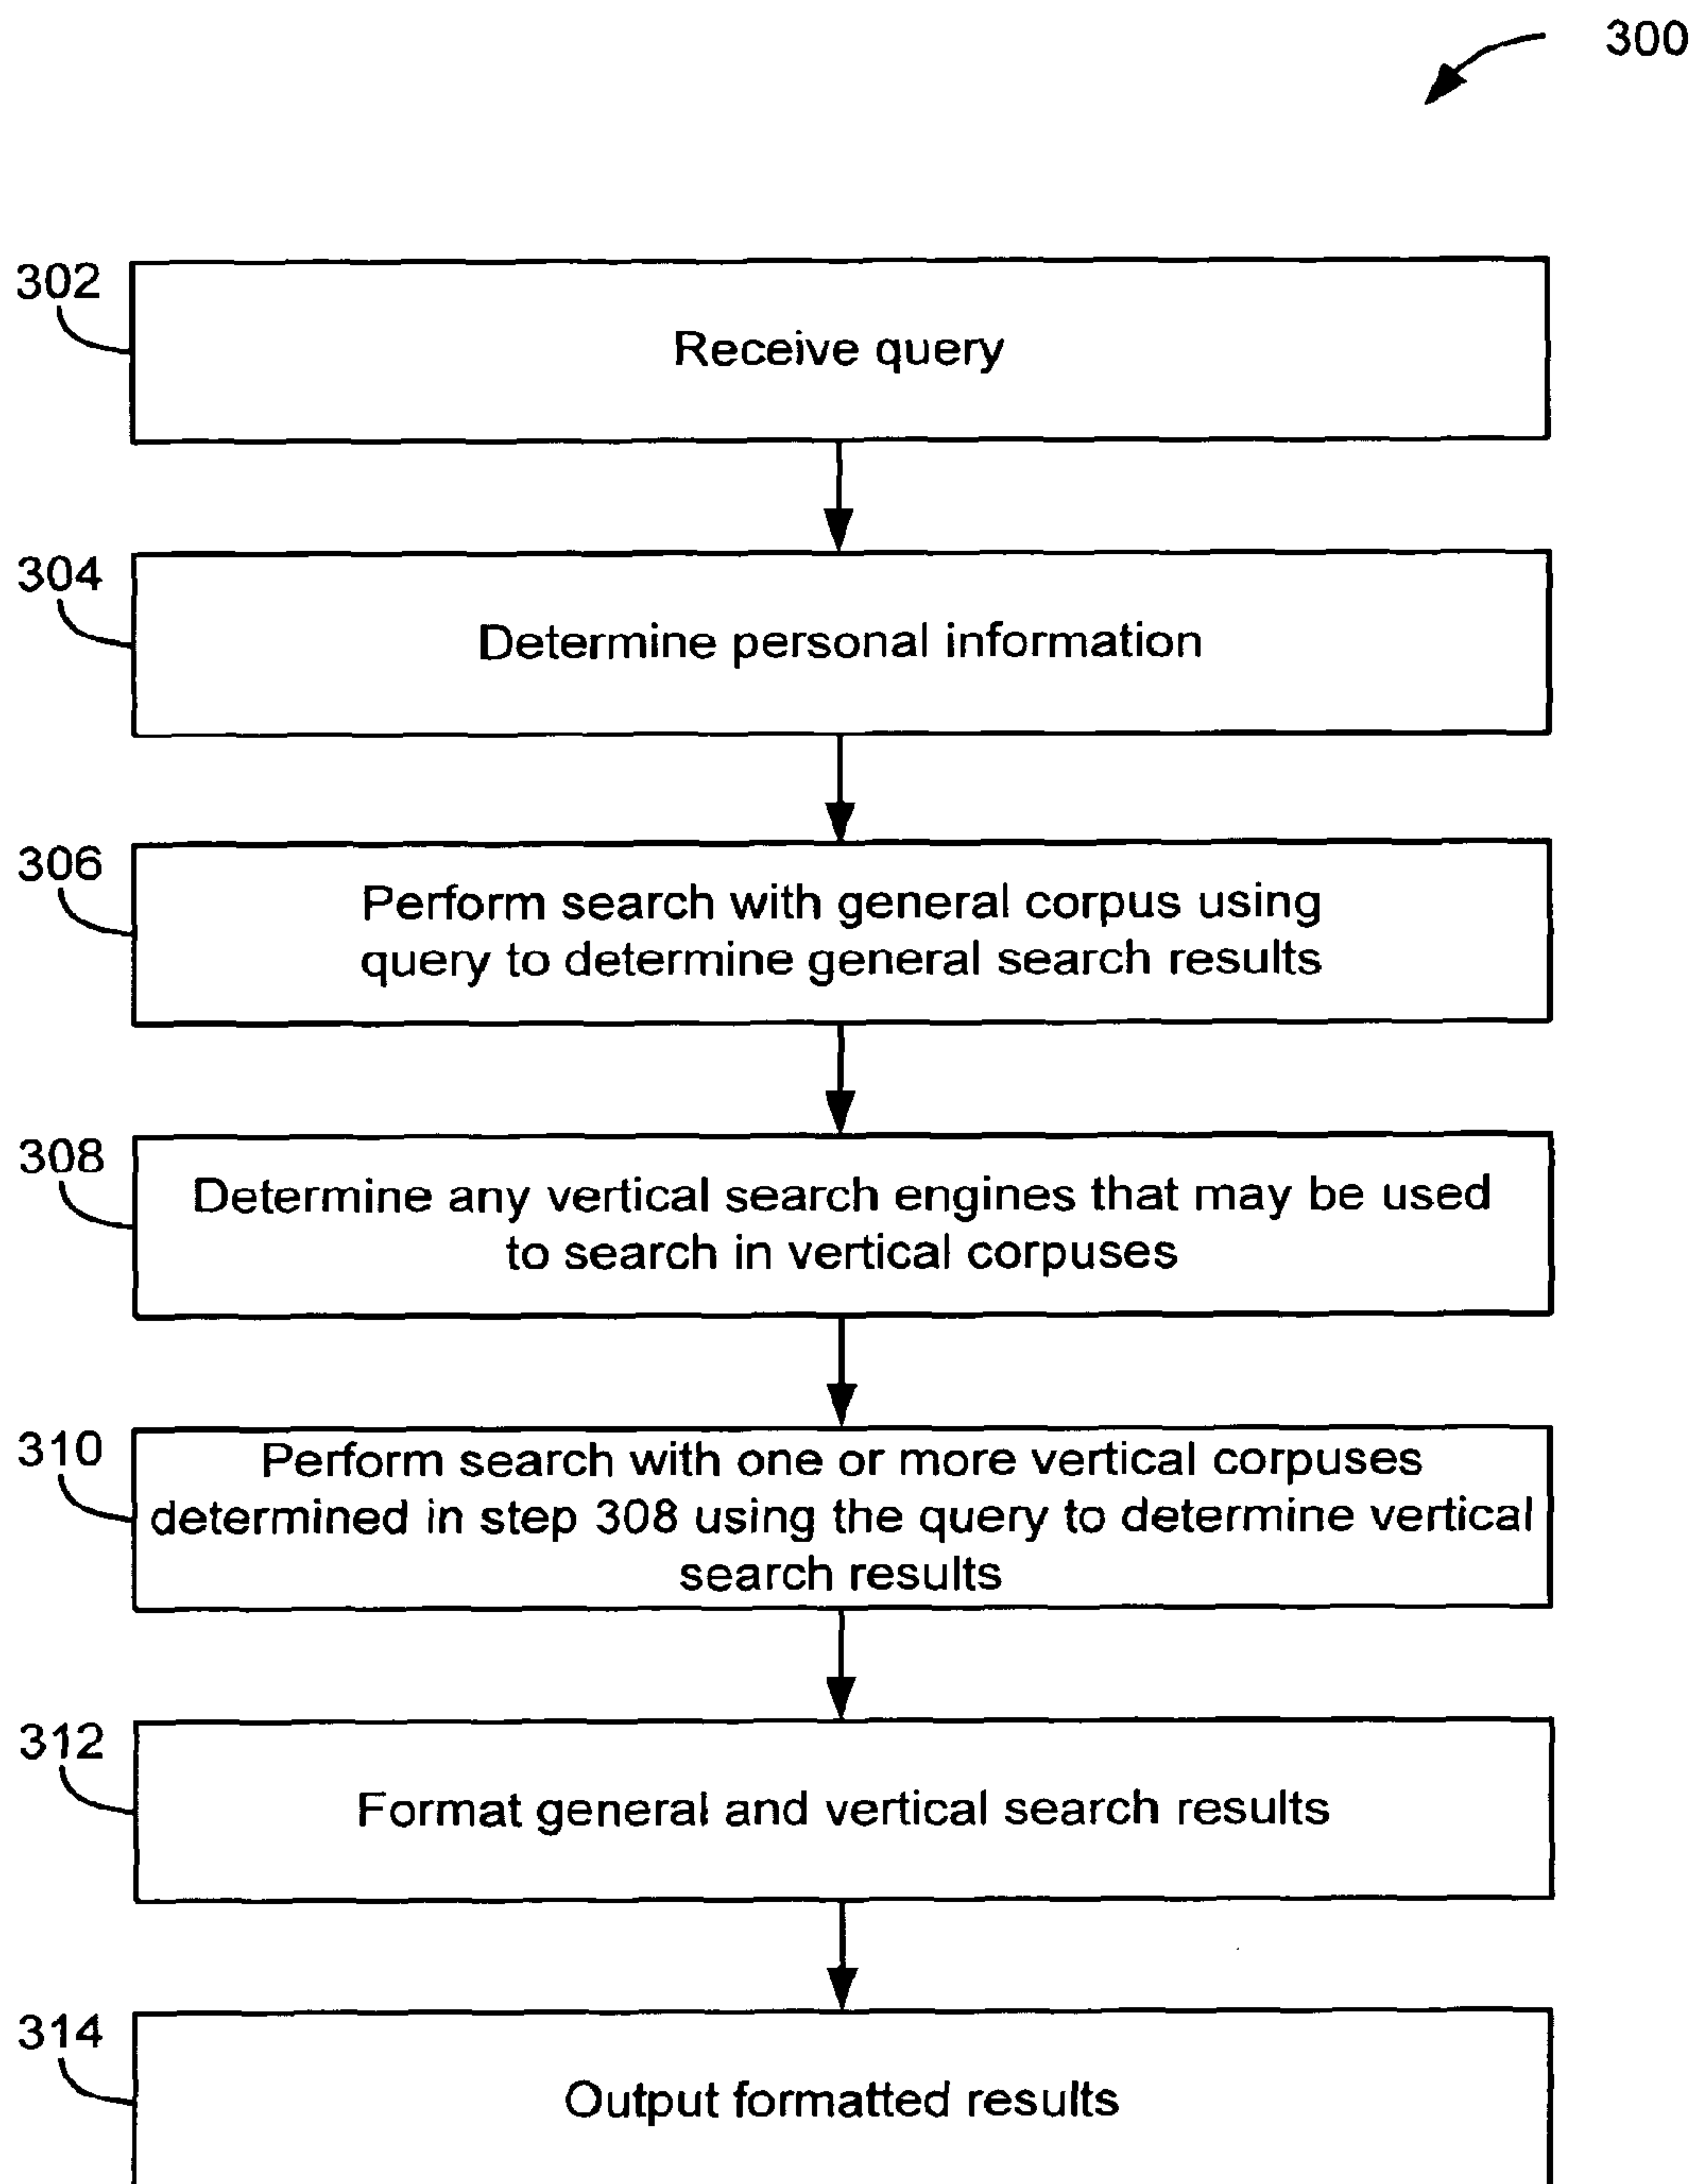 300
302
Receive query
304
Determine personal information
306
Perform search with general corpus using
query to determine general search results
308
Determine any vertical search engines that may be used
to search in vertical corpuses
310
Perform search with one or more vertical corpuses
determined in step 308 using the query to determine vertical
search results
312
Format general and vertical search results
314
Output formatted results